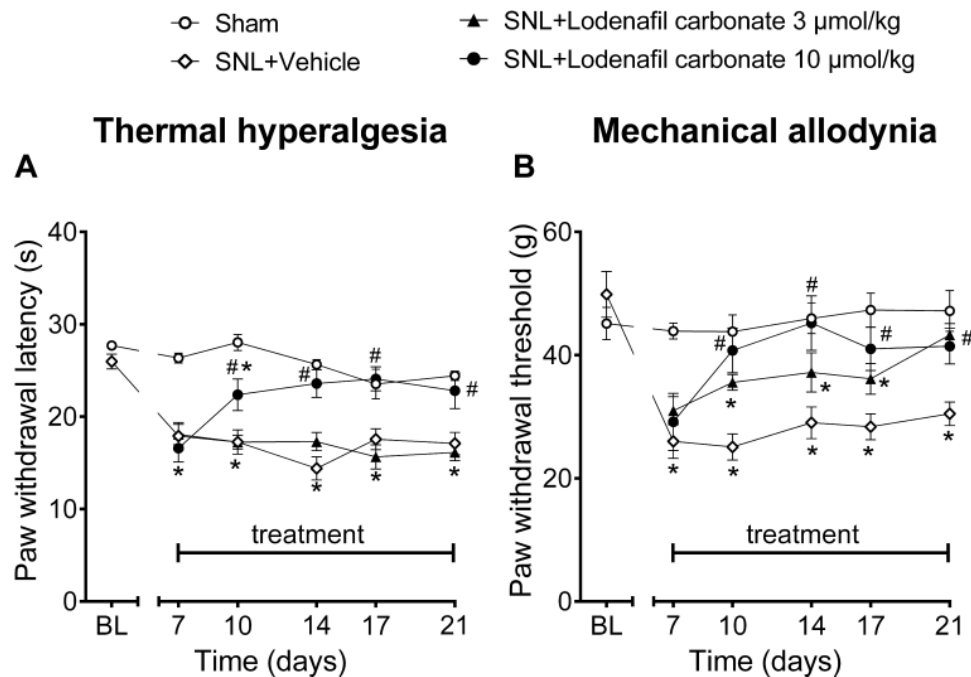 Sham
SNL+Vehicle
SNL+Lodenafil carbonate 3 µmol/kg
SNL+Lodenafil carbonate 10 µmol/kg
Thermal hyperalgesia
Mechanical allodynia
A
Paw withdrawal latency (s)
40
30
20
10
0
# *
#
#
#
* * * * *
treatment
BL 7 10 14 17 21
Time (days)
B
Paw withdrawal threshold (g)
60
40
20
0
#
#
#
#
* * *
* * * * *
treatment
BL 7 10 14 17 21
Time (days)